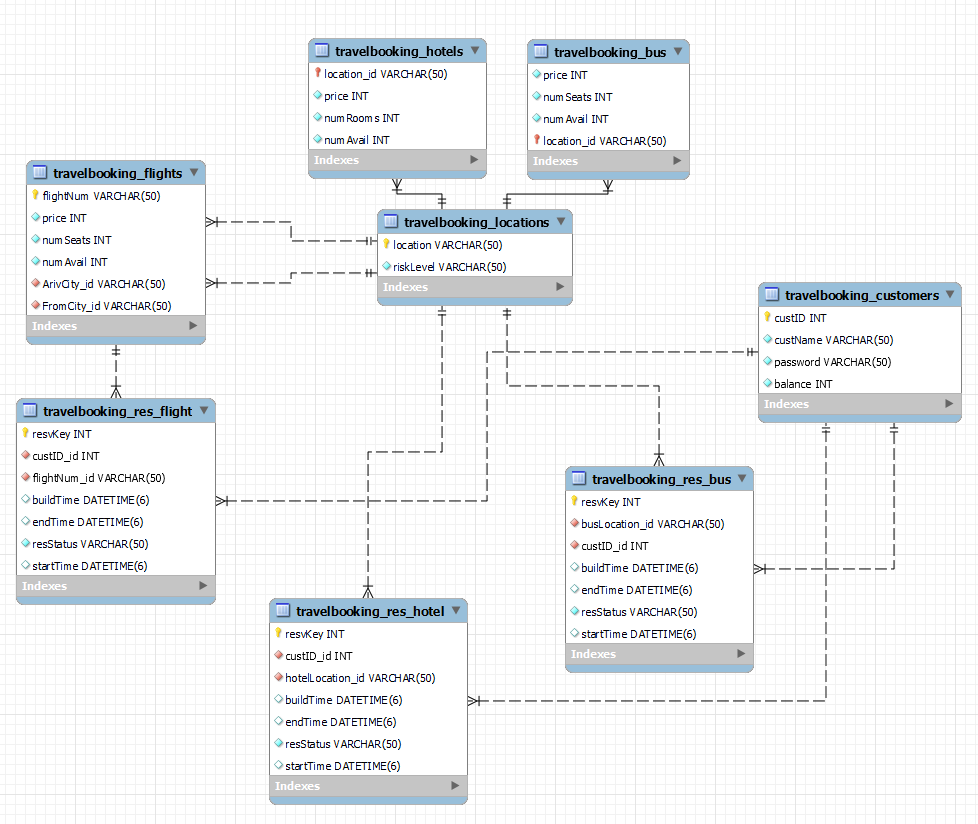 travelbooking_hotels
location_id VARCHAR(50)
price INT
numRooms INT
numAvail INT
Indexes
travelbooking_bus
price INT
numSeats INT
numAvail INT
location_id VARCHAR(50)
Indexes
travelbooking_flights
flightNum VARCHAR(50)
price INT
numSeats INT
numAvail INT
ArivCity_id VARCHAR(50)
FromCity_id VARCHAR(50)
Indexes
travelbooking_locations
location VARCHAR(50)
riskLevel VARCHAR(50)
Indexes
travelbooking_customers
custID INT
custName VARCHAR(50)
password VARCHAR(50)
balance INT
Indexes
travelbooking_res_flight
resvKey INT
custID_id INT
flightNum_id VARCHAR(50)
buildTime DATETIME(6)
endTime DATETIME(6)
resStatus VARCHAR(50)
startTime DATETIME(6)
Indexes
travelbooking_res_bus
resvKey INT
busLocation_id VARCHAR(50)
custID_id INT
buildTime DATETIME(6)
endTime DATETIME(6)
resStatus VARCHAR(50)
startTime DATETIME(6)
Indexes
travelbooking_res_hotel
resvKey INT
custID_id INT
hotelLocation_id VARCHAR(50)
buildTime DATETIME(6)
endTime DATETIME(6)
resStatus VARCHAR(50)
startTime DATETIME(6)
Indexes